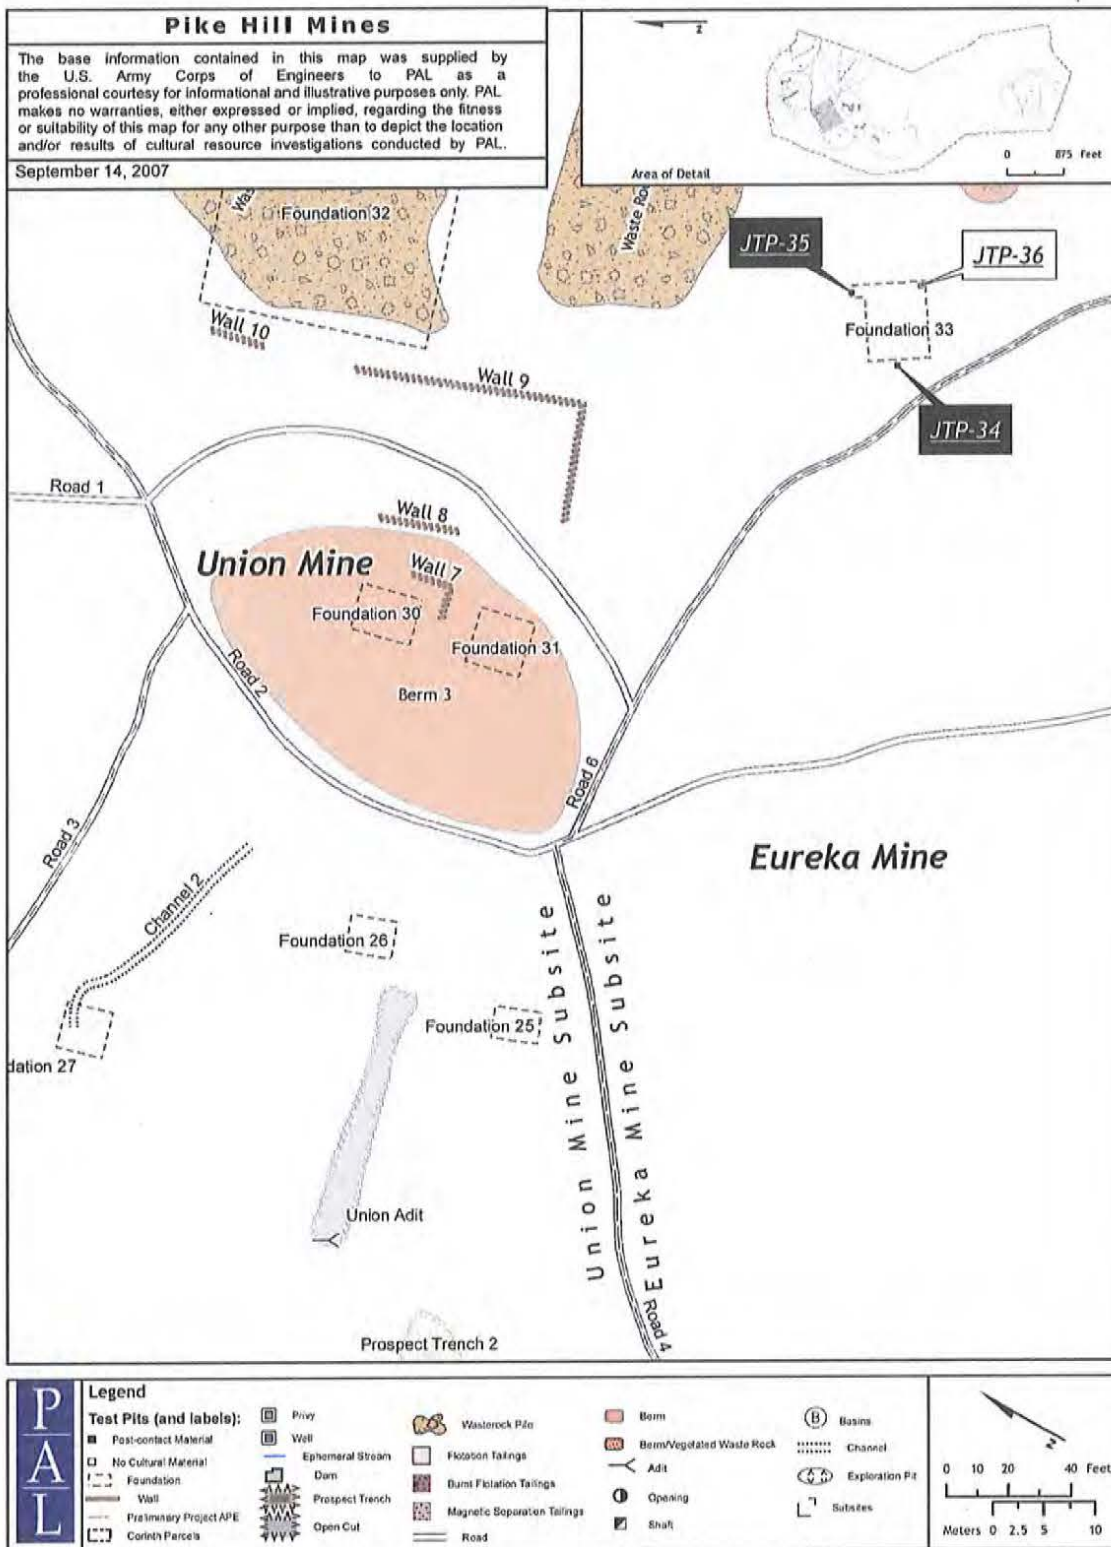 Pike Hill Mines
The base information contained in this map was supplied by
the U.S. Army Corps of Engineers to PAL as a
professional courtesy for informational and illustrative purposes only. PAL
makes no warranties, either expressed or implied, regarding the fitness
or suitability of this map for any other purpose than to depict the location
and/or results of cultural resource investigations conducted by PAL.
September 14, 2007
z
0 875 Feet
Area of Detail
Foundation 32
Waste Ro
JTP-35
JTP-36
Foundation 33
JTP-34
Wall 10
Wall 9
Road 1
Wall 8
Union Mine
Wall 7
Foundation 30
Foundation 31
Road 2
Berm 3
Road 6
Road 3
Eureka Mine
Channel 2
Foundation 26
Foundation 25
dation 27
Union Mine Subsite
Eureka Mine Subsite
Union Adit
Road 4
Prospect Trench 2
PAL
Legend
Test Pits (and labels):
Post-contact Material
No Cultural Material
Foundation
Wall
Preliminary Project APE
Corinth Parcels
Privy
Well
Ephemeral Stream
Dam
Prospect Trench
Open Cut
Wasterock Pile
Flotation Tailings
Burnt Flotation Tailings
Magnetic Separation Tailings
Road
Berm
Berm/Vegetated Waste Rock
Adit
Opening
Shaft
B Basins
Channel
Exploration Pit
Subsites
z
0 10 20 40 Feet
Meters 0 2.5 5 10